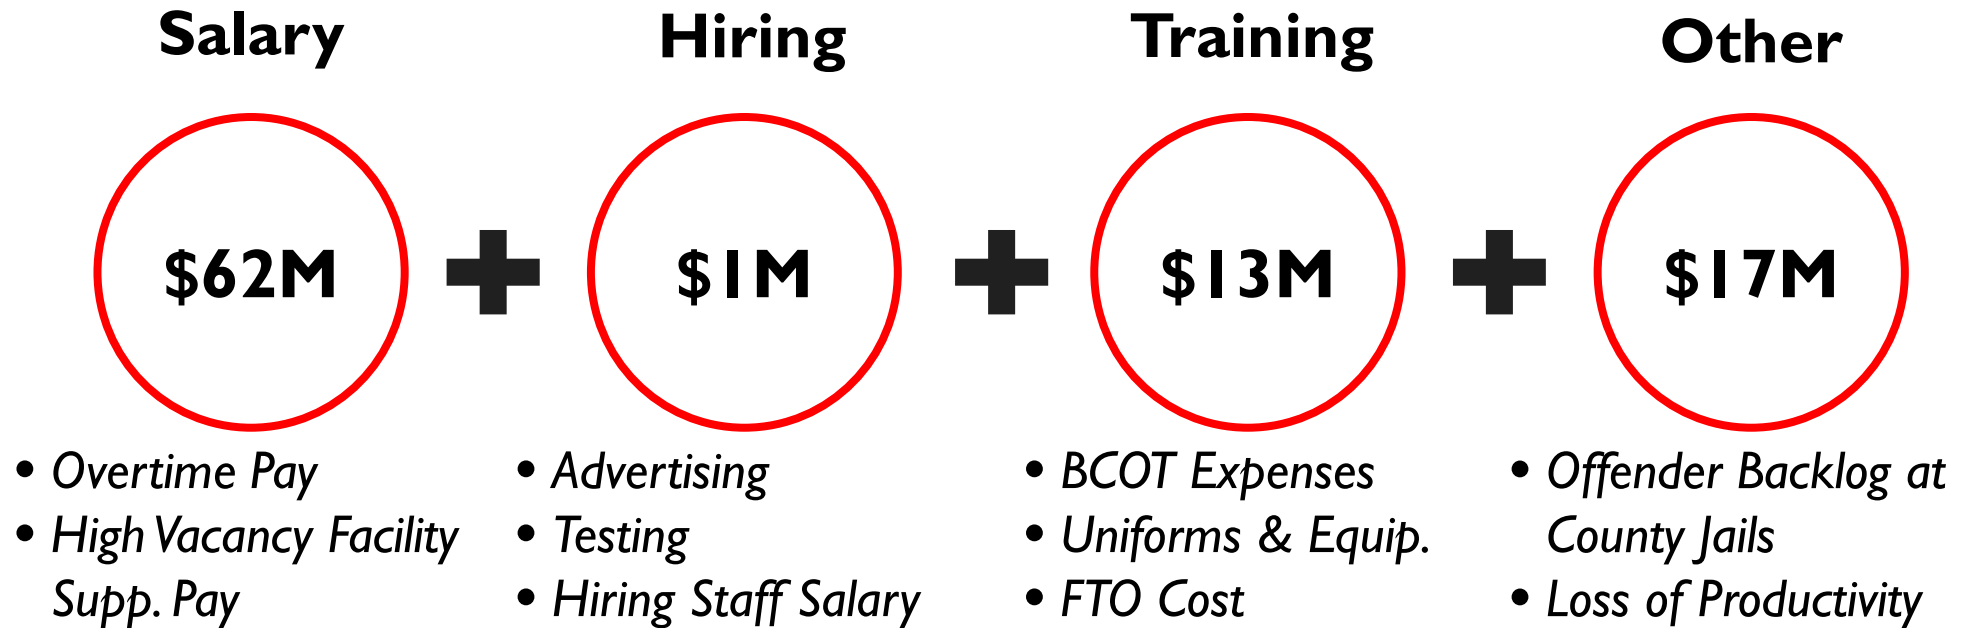 Salary
Hiring
Training
Other
$62M
$1M
$13M
$17M
• Overtime Pay
• High Vacancy Facility
Supp. Pay
• Advertising
• Testing
• Hiring Staff Salary
• BCOT Expenses
• Uniforms & Equip.
• FTO Cost
• Offender Backlog at
County Jails
• Loss of Productivity